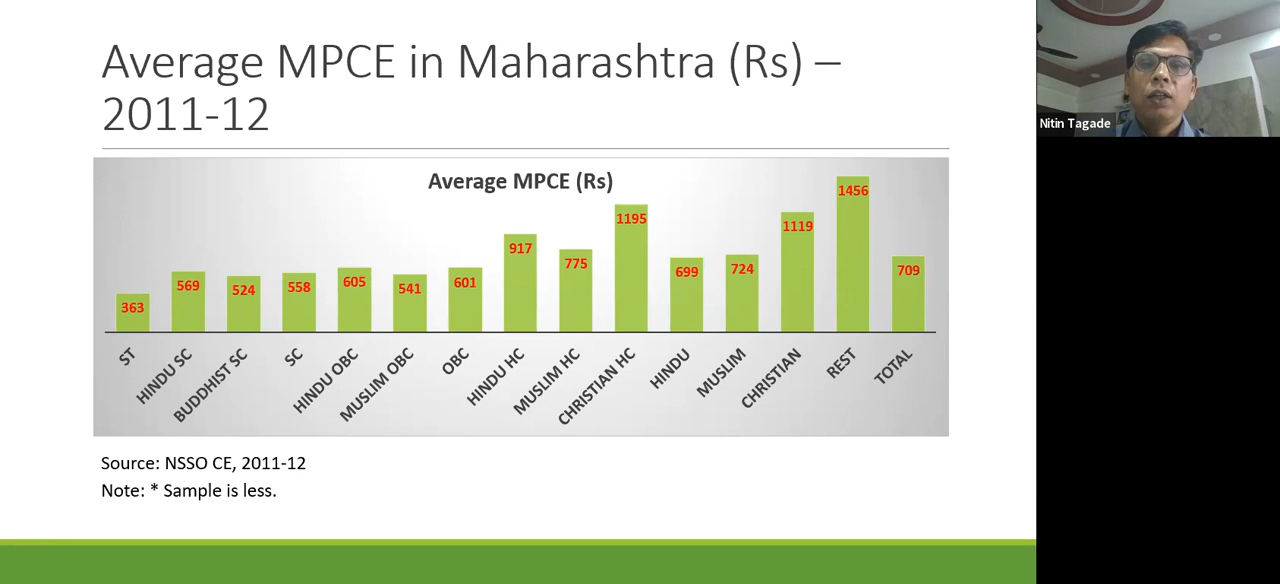 Average MPCE in Maharashtra (Rs) –
2011-12
Average MPCE (Rs)
363
569
524
558
605
541
601
917
775
1195
699
724
1119
1456
709
ST
HINDU SC
BUDDHIST SC
SC
HINDU OBC
MUSLIM OBC
OBC
HINDU HC
MUSLIM HC
CHRISTIAN HC
HINDU
MUSLIM
CHRISTIAN
REST
TOTAL
Source: NSSO CE, 2011-12
Note: * Sample is less.
Nitin Tagade